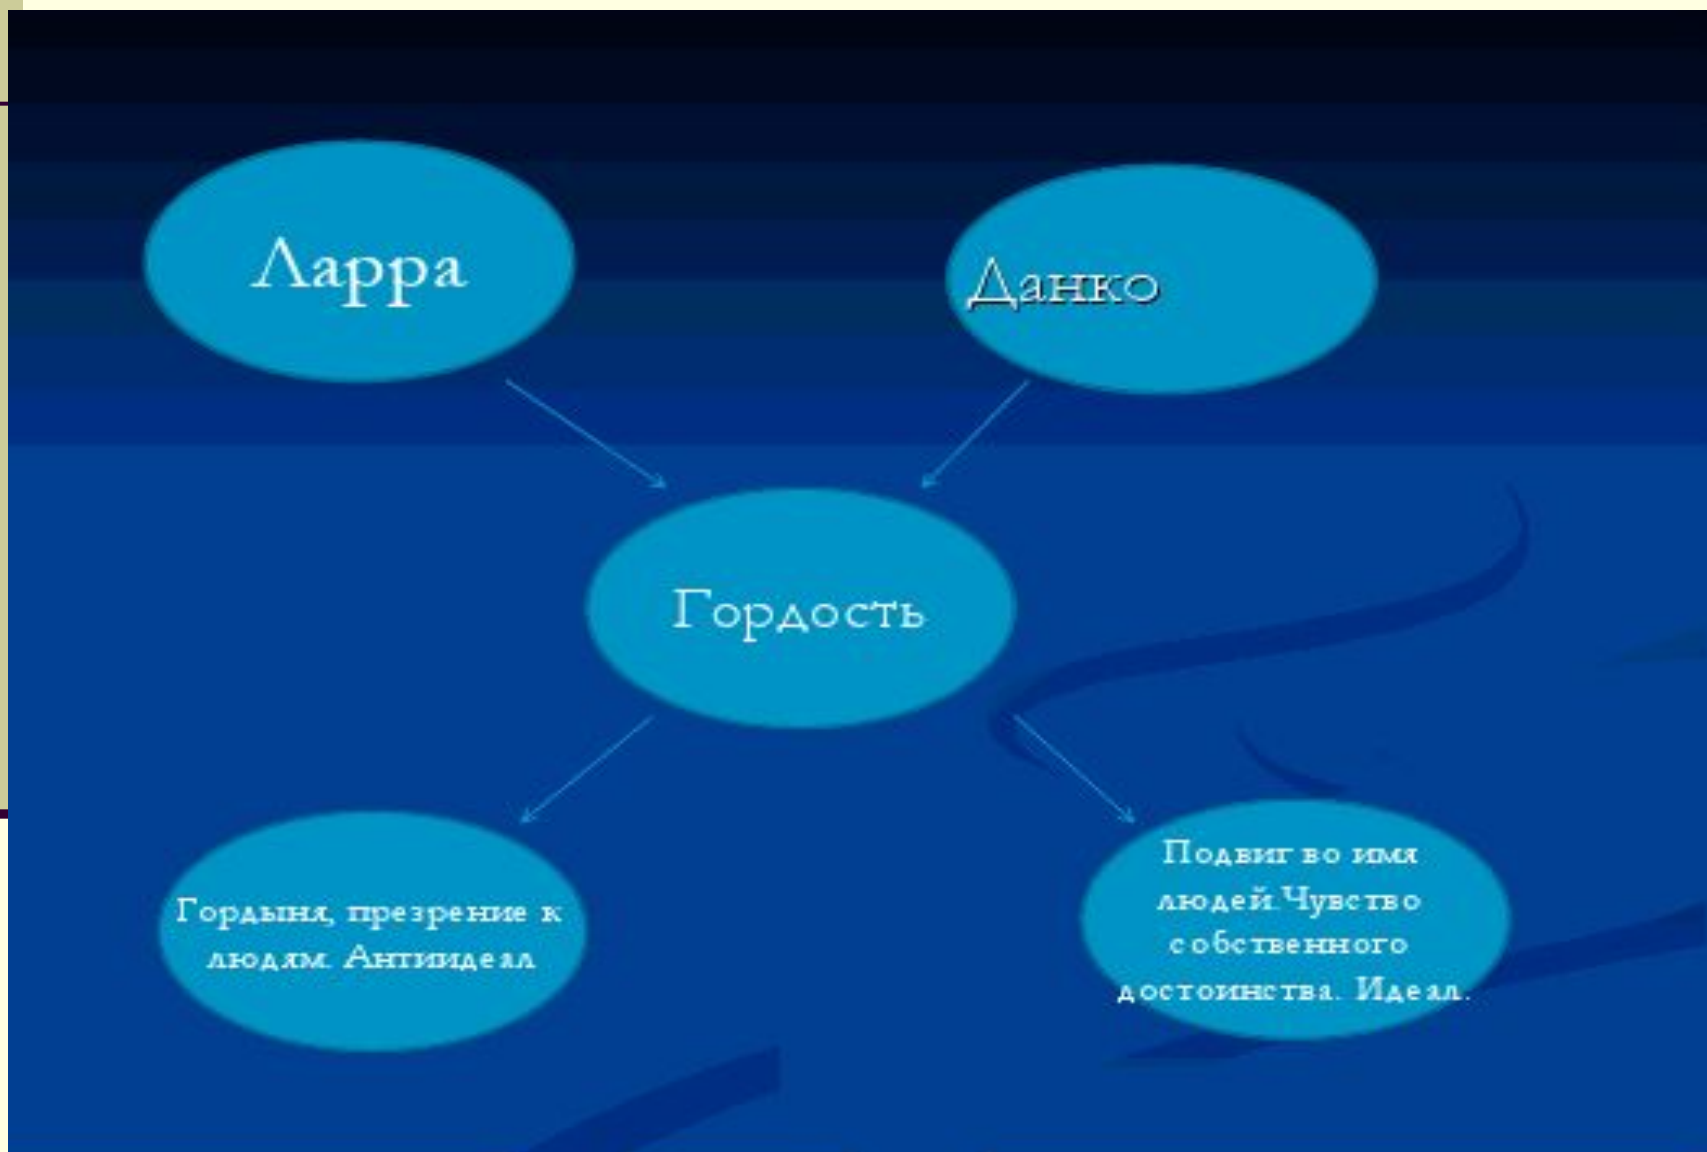 Ларра
Данко
Гордость
Гордыня, презрение к
людям. Антиидеал
Подвиг во имя
людей.Чувство
собственного
достоинства. Идеал.